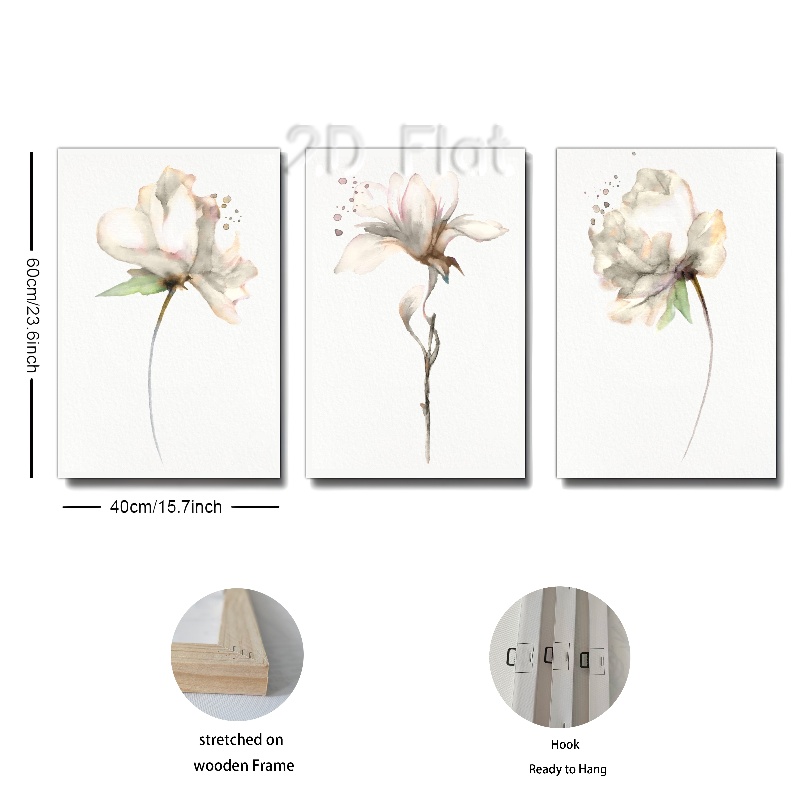 2D Flat
60cm/23.6inch
40cm/15.7inch
stretched on
wooden Frame
Hook
Ready to Hang